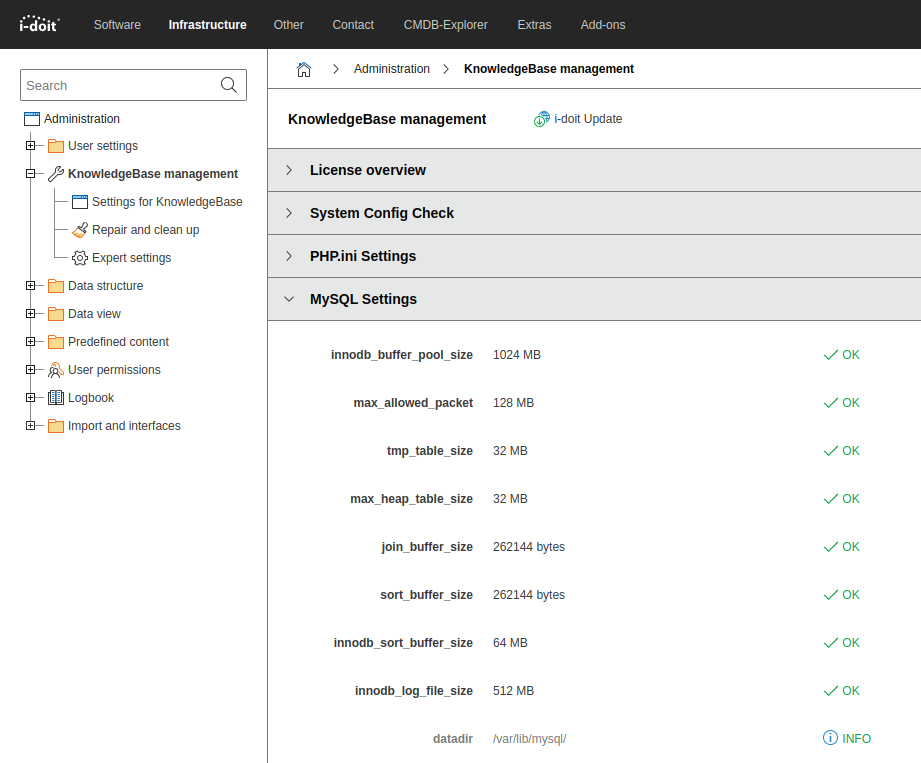 i-doit Software Infrastructure Other Contact CMDB-Explorer Extras Add-ons
Search
Administration
User settings
KnowledgeBase management
Settings for KnowledgeBase
Repair and clean up
Expert settings
Data structure
Data view
Predefined content
User permissions
Logbook
Import and interfaces
Administration KnowledgeBase management
KnowledgeBase management i-doit Update
License overview
System Config Check
PHP.ini Settings
MySQL Settings
innodb_buffer_pool_size 1024 MB OK
max_allowed_packet 128 MB OK
tmp_table_size 32 MB OK
max_heap_table_size 32 MB OK
join_buffer_size 262144 bytes OK
sort_buffer_size 262144 bytes OK
innodb_sort_buffer_size 64 MB OK
innodb_log_file_size 512 MB OK
datadir /var/lib/mysql/ INFO